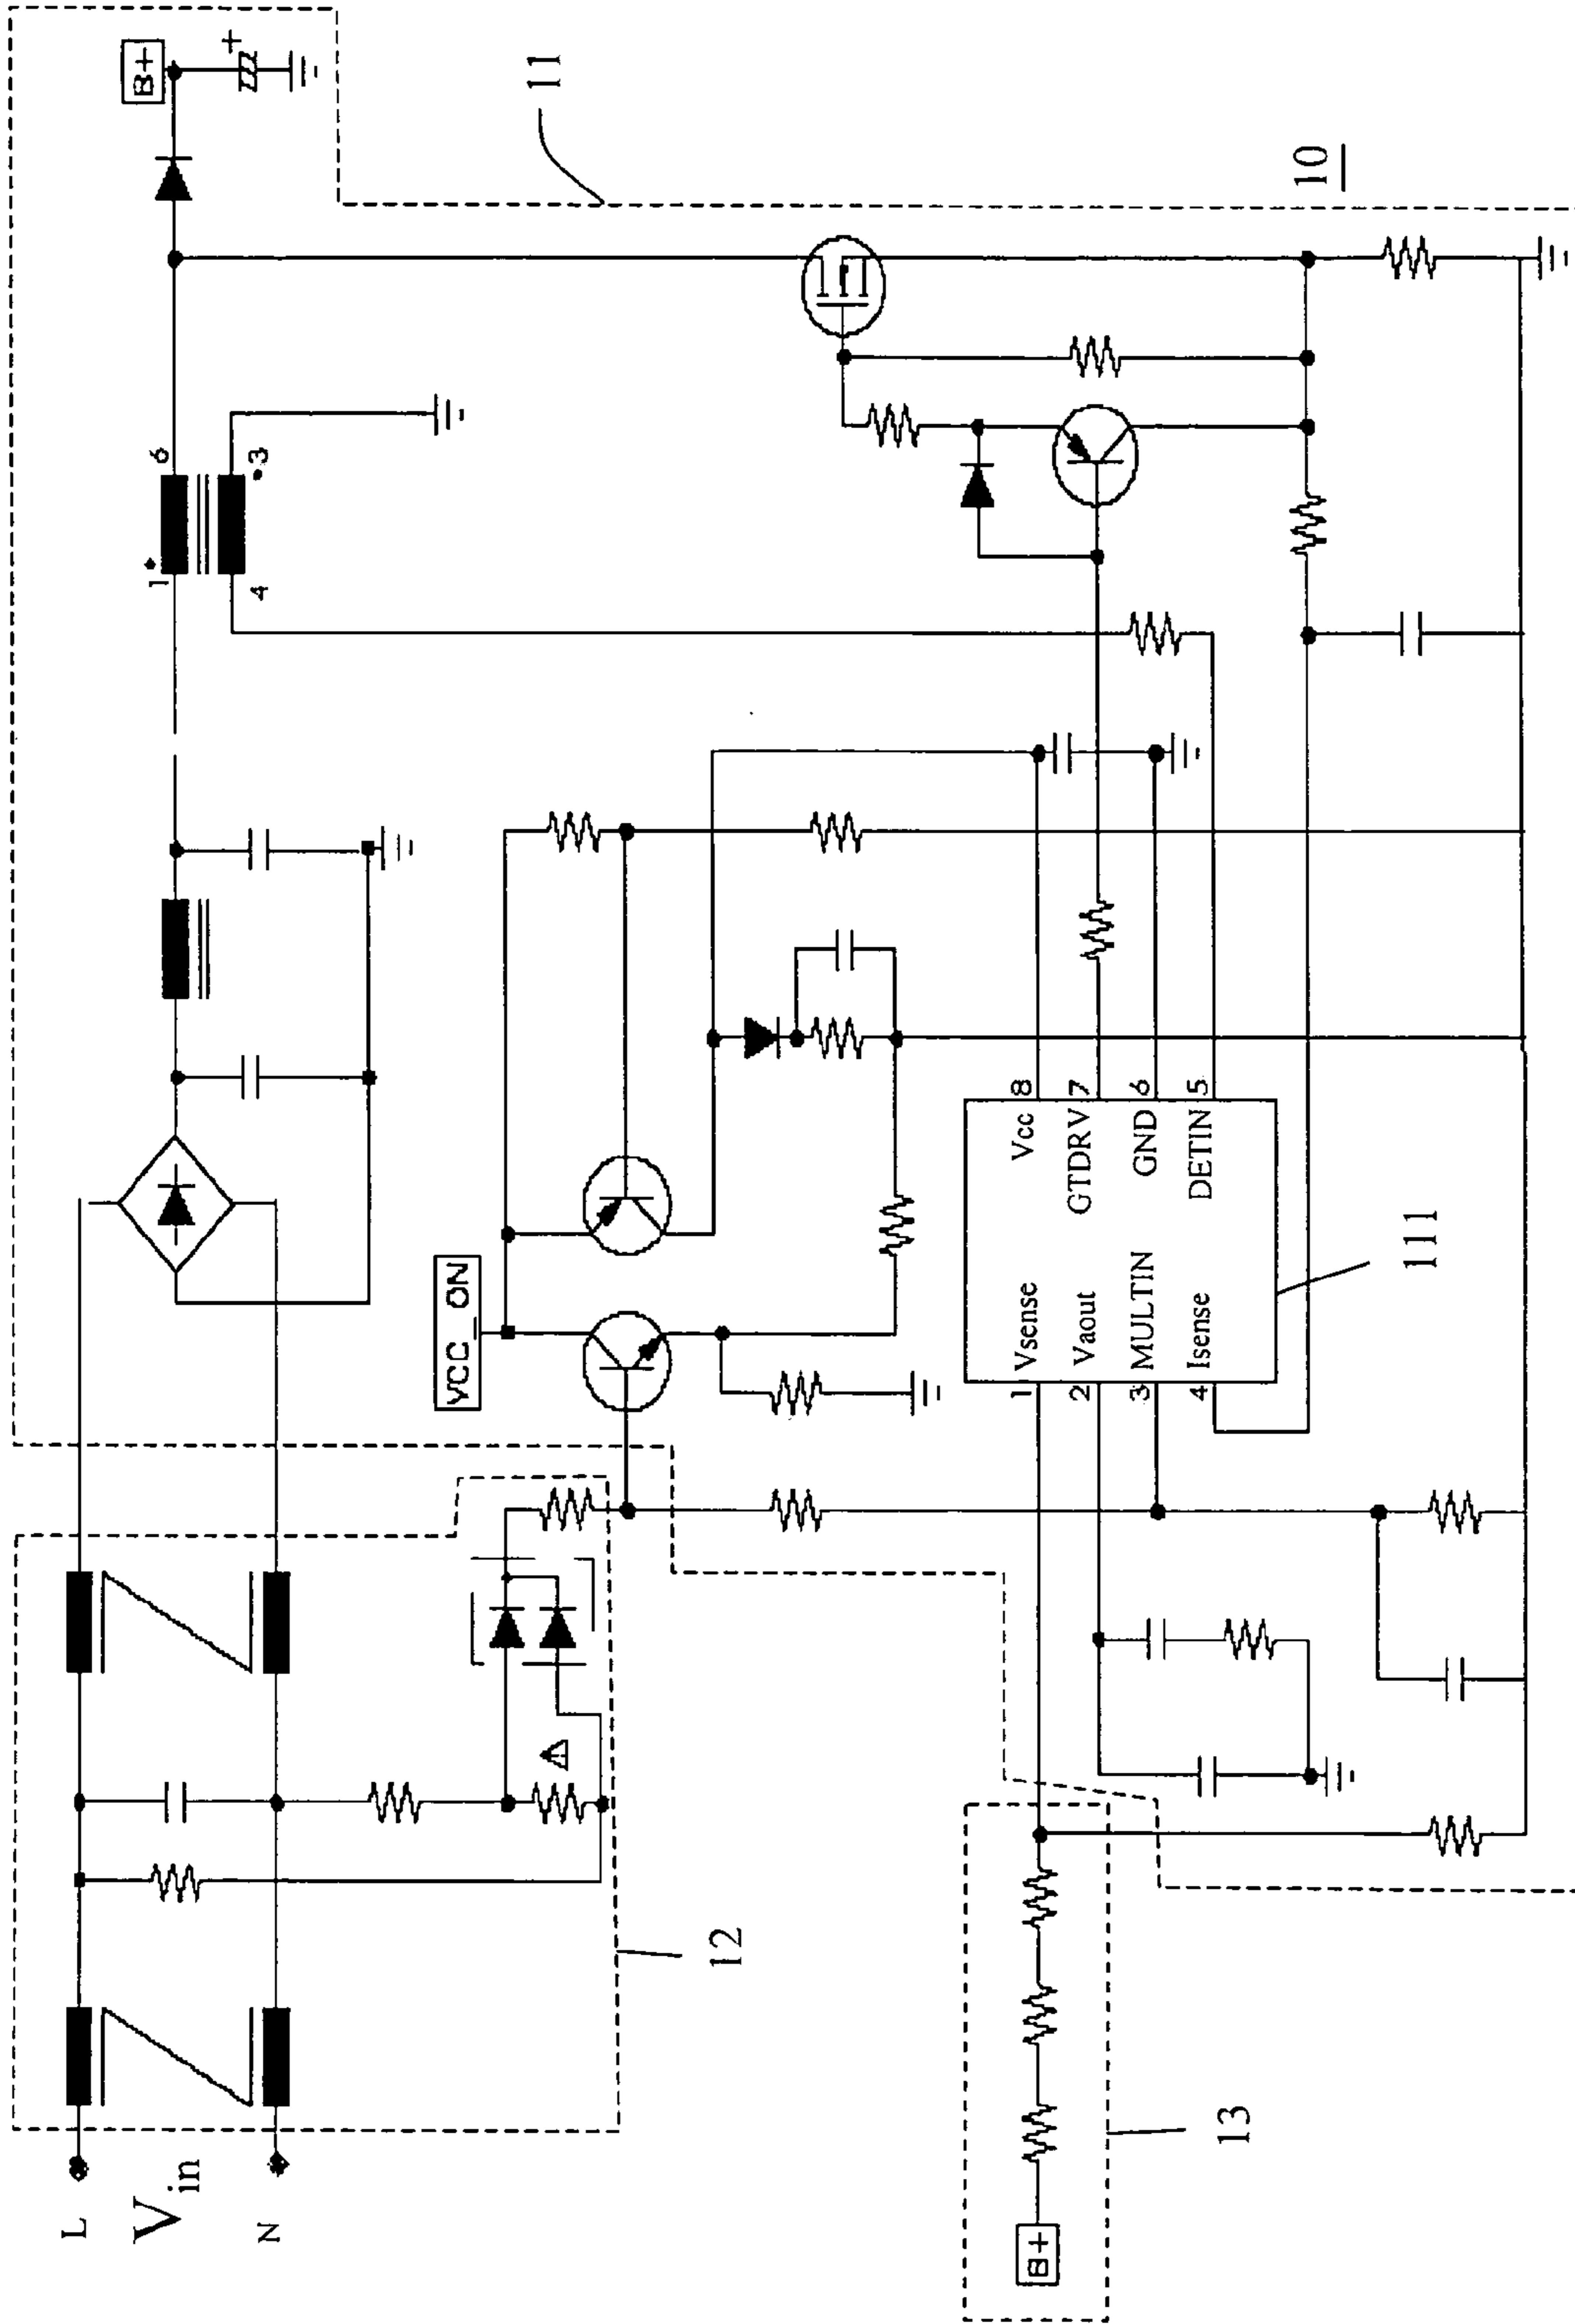 L
V in
N
12
1
6
4
3
B+
+
11
10
VCC_ON
1 Vsense
2 Vaout
3 MULTIN
4 Isense
Vcc 8
GTDRV 7
GND 6
DETIN 5
111
B+
13